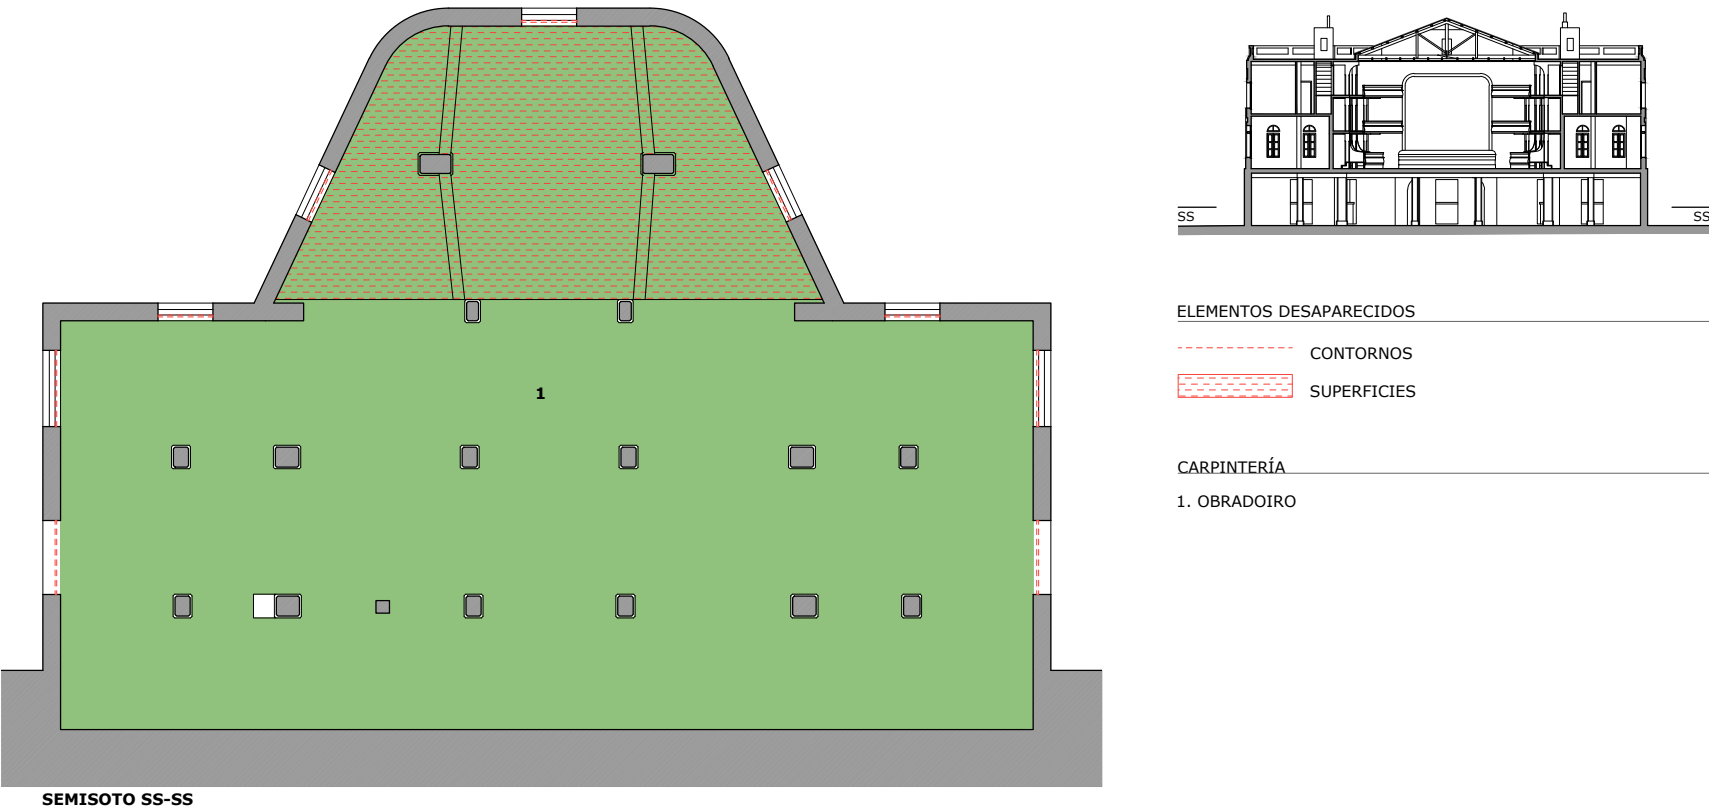 1
SEMISOTO SS-SS
SS SS
ELEMENTOS DESAPARECIDOS
CONTORNOS
SUPERFICIES
CARPINTERÍA
1. OBRADOIRO